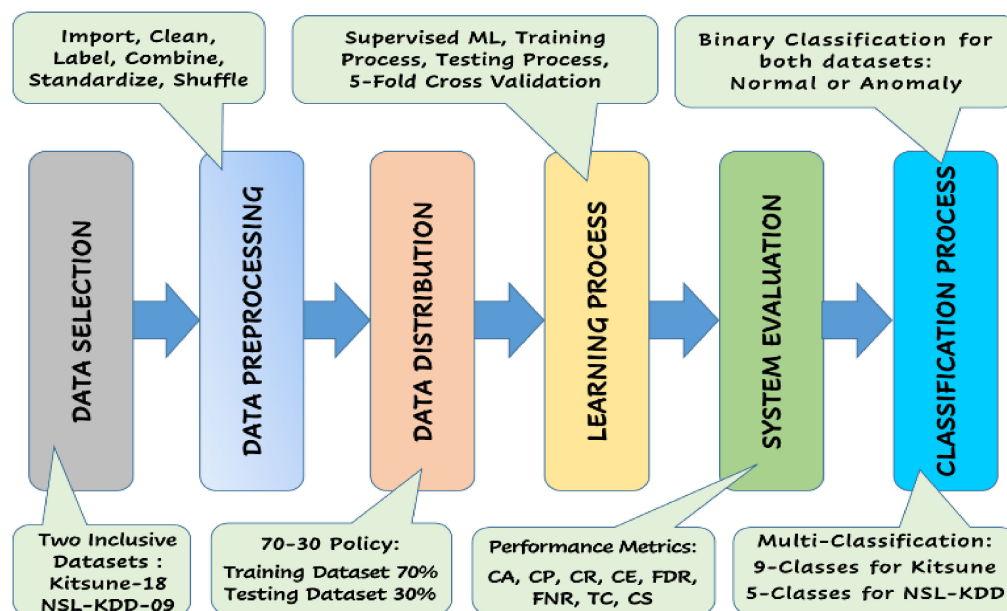 Import, Clean,
Label, Combine,
Standardize, Shuffle
Supervised ML, Training
Process, Testing Process,
5-Fold Cross Validation
Binary Classification for
both datasets:
Normal or Anomaly
DATA SELECTION
DATA PREPROCESSING
DATA DISTRIBUTION
LEARNING PROCESS
SYSTEM EVALUATION
CLASSIFICATION PROCESS
Two Inclusive
Datasets :
Kitsune-18
NSL-KDD-09
70-30 Policy:
Training Dataset 70%
Testing Dataset 30%
Performance Metrics:
CA, CP, CR, CE, FDR,
FNR, TC, CS
Multi-Classification:
9-Classes for Kitsune
5-Classes for NSL-KDD